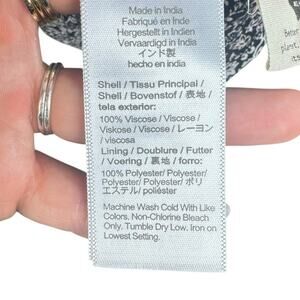 Made in India
Fabriqué en Inde
Hergestellt in Indien
Vervaardigd in India
インド製
hecho en india
Shell / Tissu Principal /
Shell / Bovenstof / 表地 /
tela exterior:
100% Viscose / Viscose /
Viskose / Viscose / レーヨン
/ viscosa
Lining / Doublure / Futter
/ Voering / 裏地 / forro:
100% Polyester/ Polyester/
Polyester/ Polyester/ ポリ
エステル/ poliéster
Machine Wash Cold With Like
Colors. Non-Chlorine Bleach
Only. Tumble Dry Low. Iron on
Lowest Setting.